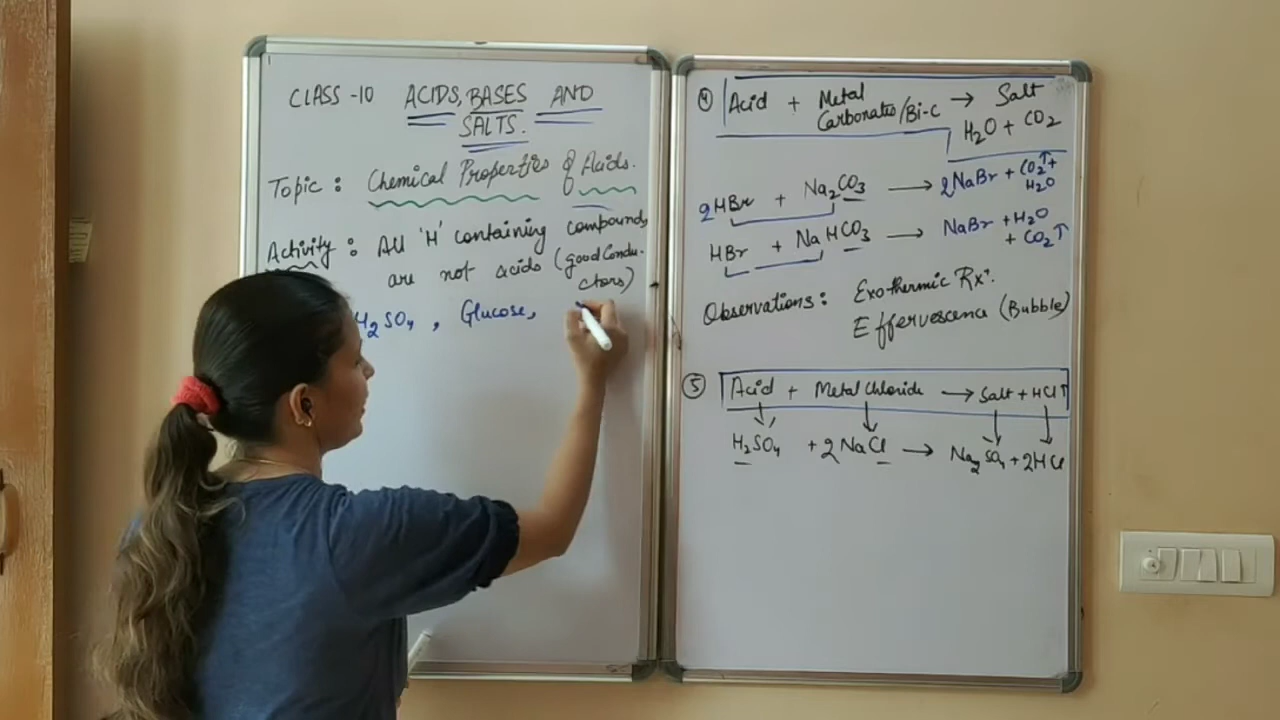 CLASS-10 ACIDS, BASES AND
SALTS.
Topic: Chemical Properties of Acids.
Activity: All 'H' containing compounds
are not acids (good Condu-
ctors)
H₂SO₄, Glucose,
④ Acid + Metal Carbonates/Bi-C → Salt
H₂O + CO₂
2HBr + Na₂CO₃ → 2NaBr + CO₂↑ + H₂O
HBr + NaHCO₃ → NaBr + H₂O
+ CO₂↑
Observations: Exothermic Rxⁿ.
Effervescence (Bubble)
⑤ Acid + Metal Chloride → Salt + HCl↑
H₂SO₄ + 2NaCl → Na₂SO₄ + 2HCl